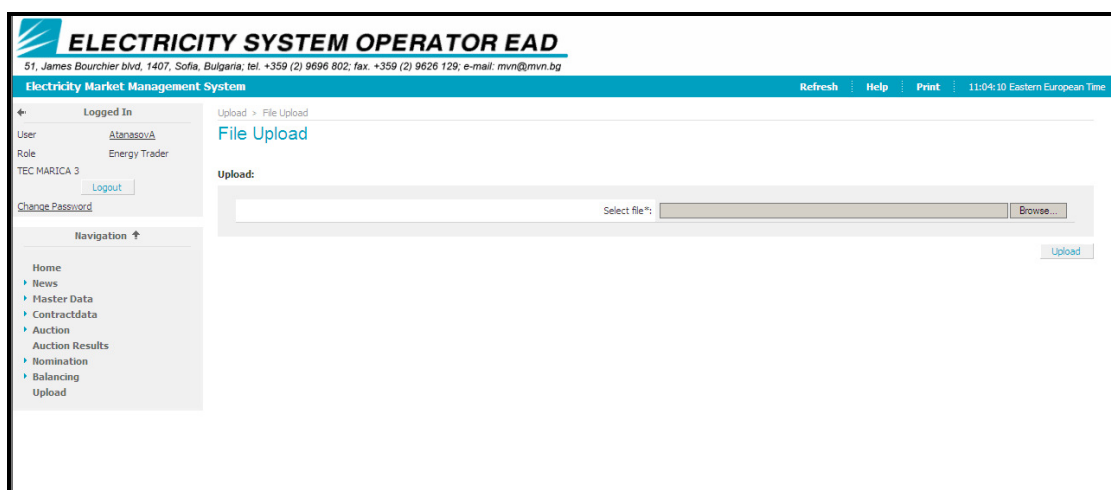 ELECTRICITY SYSTEM OPERATOR EAD
51, James Bourchier blvd, 1407, Sofia, Bulgaria; tel. +359 (2) 9696 802; fax. +359 (2) 9626 129; e-mail: mvn@mvn.bg
Electricity Market Management System Refresh Help Print 11:04:10 Eastern European Time
Logged In
User AtanasovA
Role Energy Trader
TEC MARICA 3
Logout
Change Password
Navigation
Home
News
Master Data
Contractdata
Auction
Auction Results
Nomination
Balancing
Upload
Upload > File Upload
File Upload
Upload:
Select file*: Browse...
Upload